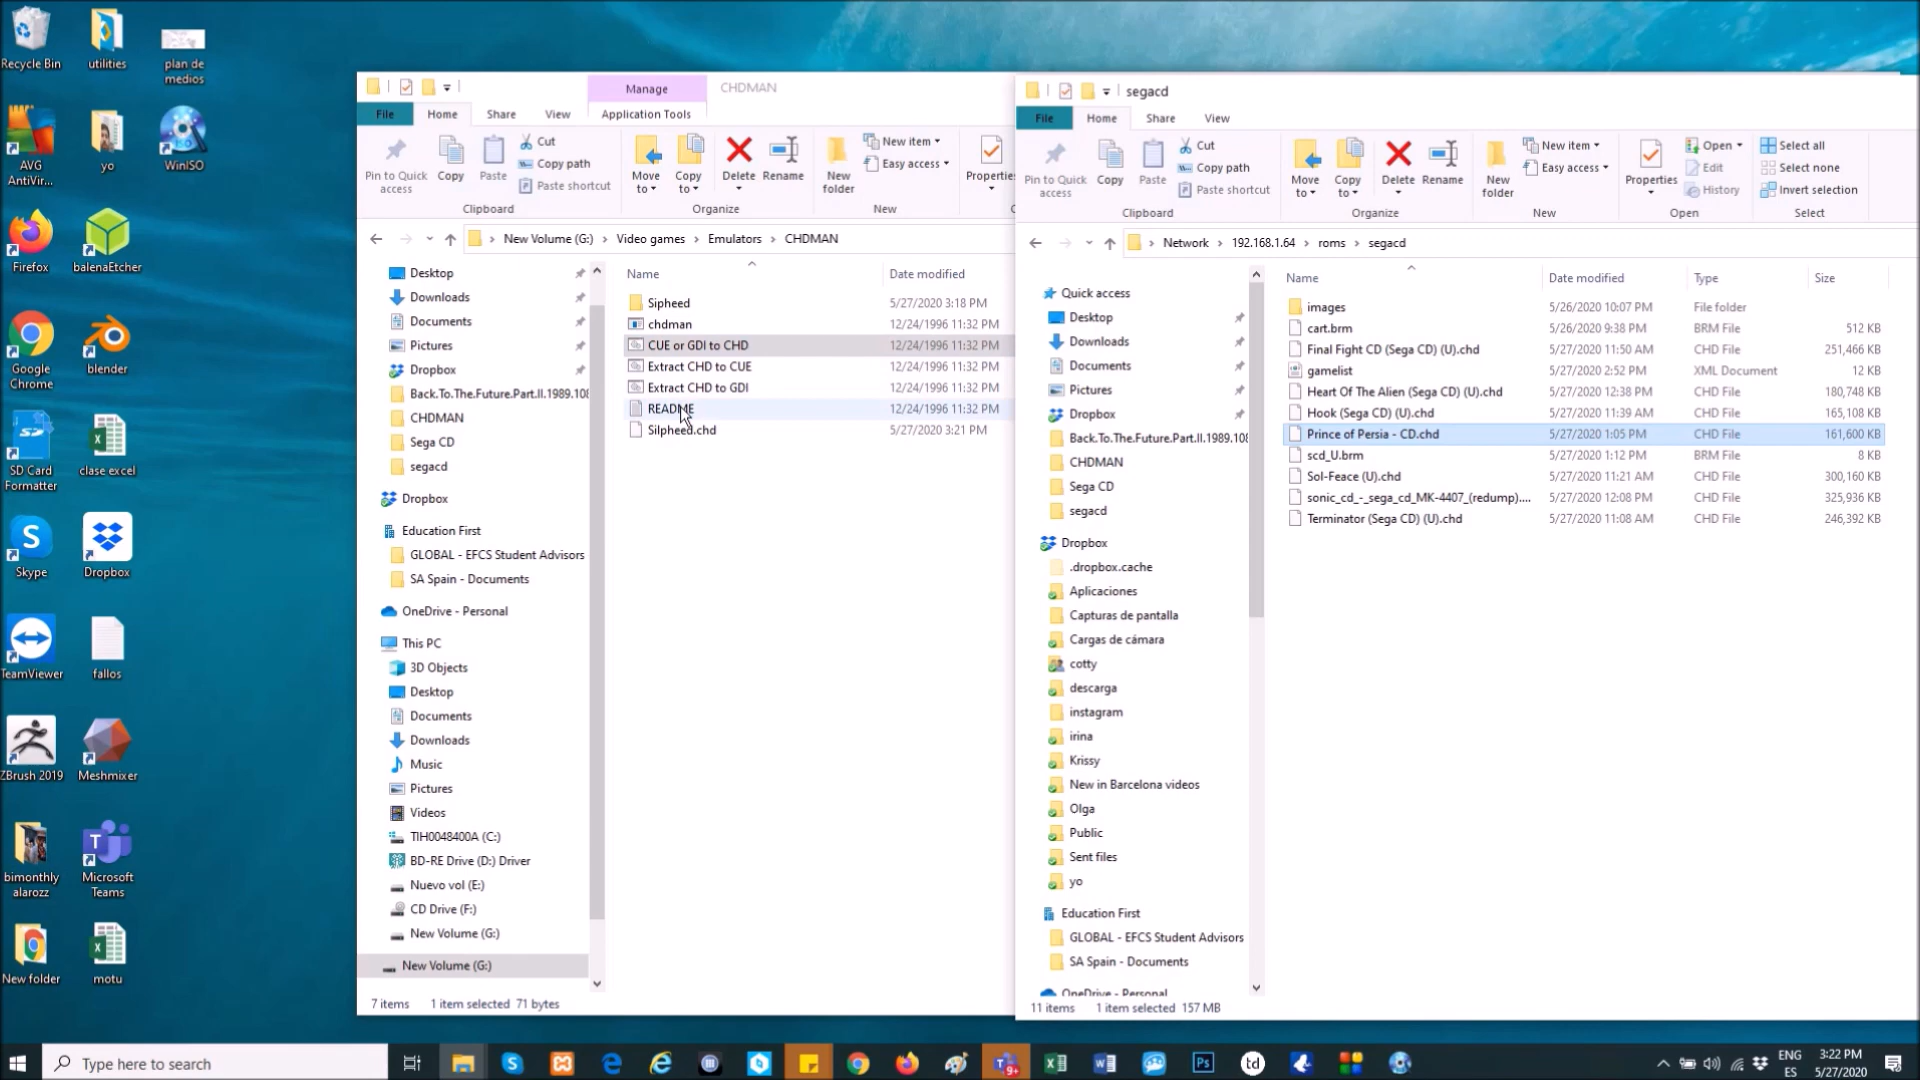 Recycle Bin
utilities
plan de
medios
AVG
AntiVir...
yo
WinISO
Firefox
balenaEtcher
Google
Chrome
blender
SD Card
Formatter
clase excel
Skype
Dropbox
TeamViewer
fallos
ZBrush 2019
Meshmixer
bimonthly
alarozz
Microsoft
Teams
New folder
motu
Manage
CHDMAN
File
Home
Share
View
Application Tools
Pin to Quick
access
Copy
Paste
Cut
Copy path
Paste shortcut
Clipboard
Move
to
Copy
to
Delete
Rename
Organize
New
folder
New item
Easy access
New
Properties
New Volume (G:) > Video games > Emulators > CHDMAN
Desktop
Downloads
Documents
Pictures
Dropbox
Back.To.The.Future.Part.II.1989.108
CHDMAN
Sega CD
segacd
Dropbox
Education First
GLOBAL - EFCS Student Advisors
SA Spain - Documents
OneDrive - Personal
This PC
3D Objects
Desktop
Documents
Downloads
Music
Pictures
Videos
TIH0048400A (C:)
BD-RE Drive (D:) Driver
Nuevo vol (E:)
CD Drive (F:)
New Volume (G:)
New Volume (G:)
Name Date modified
Sipheed 5/27/2020 3:18 PM
chdman 12/24/1996 11:32 PM
CUE or GDI to CHD 12/24/1996 11:32 PM
Extract CHD to CUE 12/24/1996 11:32 PM
Extract CHD to GDI 12/24/1996 11:32 PM
README 12/24/1996 11:32 PM
Silpheed.chd 5/27/2020 3:21 PM
7 items 1 item selected 71 bytes
segacd
File
Home
Share
View
Pin to Quick
access
Copy
Paste
Cut
Copy path
Paste shortcut
Clipboard
Move
to
Copy
to
Delete
Rename
Organize
New
folder
New item
Easy access
New
Properties
Open
Edit
History
Open
Select all
Select none
Invert selection
Select
Network > 192.168.1.64 > roms > segacd
Quick access
Desktop
Downloads
Documents
Pictures
Dropbox
Back.To.The.Future.Part.II.1989.108
CHDMAN
Sega CD
segacd
Dropbox
.dropbox.cache
Aplicaciones
Capturas de pantalla
Cargas de cámara
cotty
descarga
instagram
irina
Krissy
New in Barcelona videos
Olga
Public
Sent files
yo
Education First
GLOBAL - EFCS Student Advisors
SA Spain - Documents
OneDrive - Personal
Name Date modified Type Size
images 5/26/2020 10:07 PM File folder
cart.brm 5/26/2020 9:38 PM BRM File 512 KB
Final Fight CD (Sega CD) (U).chd 5/27/2020 11:50 AM CHD File 251,466 KB
gamelist 5/27/2020 2:52 PM XML Document 12 KB
Heart Of The Alien (Sega CD) (U).chd 5/27/2020 12:38 PM CHD File 180,748 KB
Hook (Sega CD) (U).chd 5/27/2020 11:39 AM CHD File 165,108 KB
Prince of Persia - CD.chd 5/27/2020 1:05 PM CHD File 161,600 KB
scd_U.brm 5/27/2020 1:12 PM BRM File 8 KB
Sol-Feace (U).chd 5/27/2020 11:21 AM CHD File 300,160 KB
sonic_cd_-_sega_cd_MK-4407_(redump).... 5/27/2020 12:08 PM CHD File 325,936 KB
Terminator (Sega CD) (U).chd 5/27/2020 11:08 AM CHD File 246,392 KB
11 items 1 item selected 157 MB
Type here to search
9+
Ps
td
ENG
ES
3:22 PM
5/27/2020